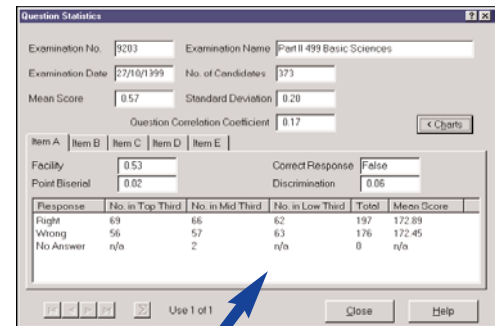 Question Statistics
Examination No. 9203 Examination Name Part II 499 Basic Sciences
Examination Date 27/10/1999 No. of Candidates 373
Mean Score 0.57 Standard Deviation 0.20
Question Correlation Coefficient 0.17 < Charts
Item A Item B Item C Item D Item E
Facility 0.53 Correct Response False
Point Biserial 0.02 Discrimination 0.06
Response No. in Top Third No. in Mid Third No. in Low Third Total Mean Score
Right 69 66 62 197 172.89
Wrong 56 57 63 176 172.45
No Answer n/a 2 n/a 0 n/a
Σ Use 1 of 1 Close Help